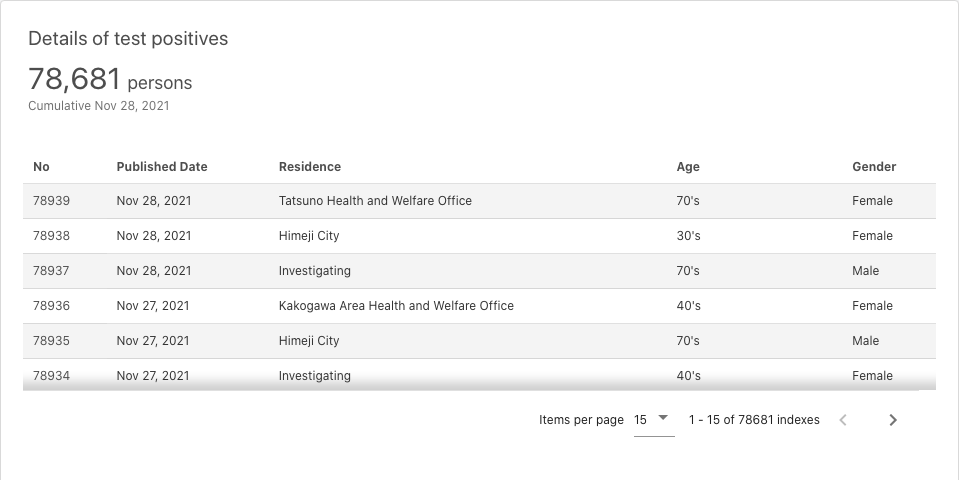 Details of test positives
78,681 persons
Cumulative Nov 28, 2021
No Published Date Residence Age Gender
78939 Nov 28, 2021 Tatsuno Health and Welfare Office 70's Female
78938 Nov 28, 2021 Himeji City 30's Female
78937 Nov 28, 2021 Investigating 70's Male
78936 Nov 27, 2021 Kakogawa Area Health and Welfare Office 40's Female
78935 Nov 27, 2021 Himeji City 70's Male
78934 Nov 27, 2021 Investigating 40's Female
Items per page 15 1 - 15 of 78681 indexes